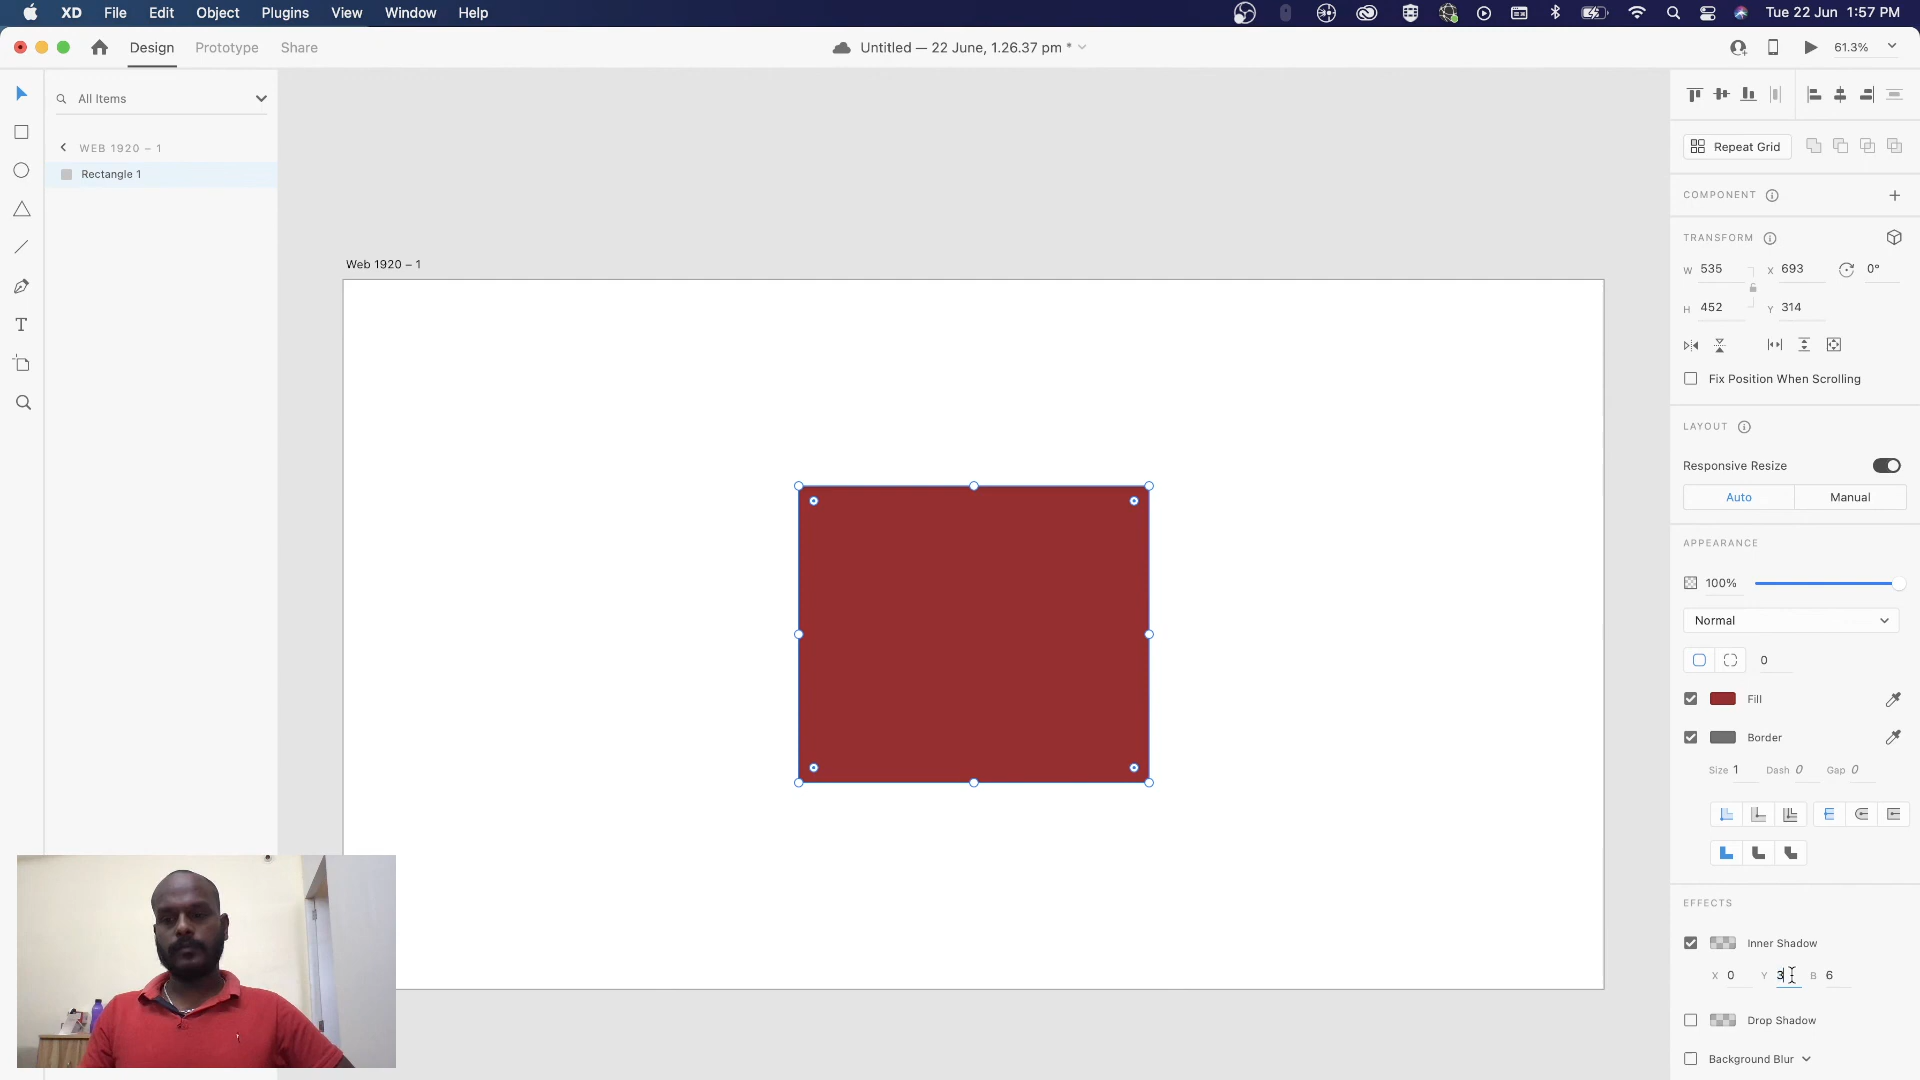 XD File Edit Object Plugins View Window Help
Tue 22 Jun 1:57 PM
Design Prototype Share
Untitled — 22 June, 1.26.37 pm *
61.3%
All Items
WEB 1920 – 1
Rectangle 1
Web 1920 – 1
Repeat Grid
COMPONENT
TRANSFORM
W 535 X 693 0°
H 452 Y 314
Fix Position When Scrolling
LAYOUT
Responsive Resize
Auto Manual
APPEARANCE
100%
Normal
0
Fill
Border
Size 1 Dash 0 Gap 0
EFFECTS
Inner Shadow
X 0 Y 3 B 6
Drop Shadow
Background Blur